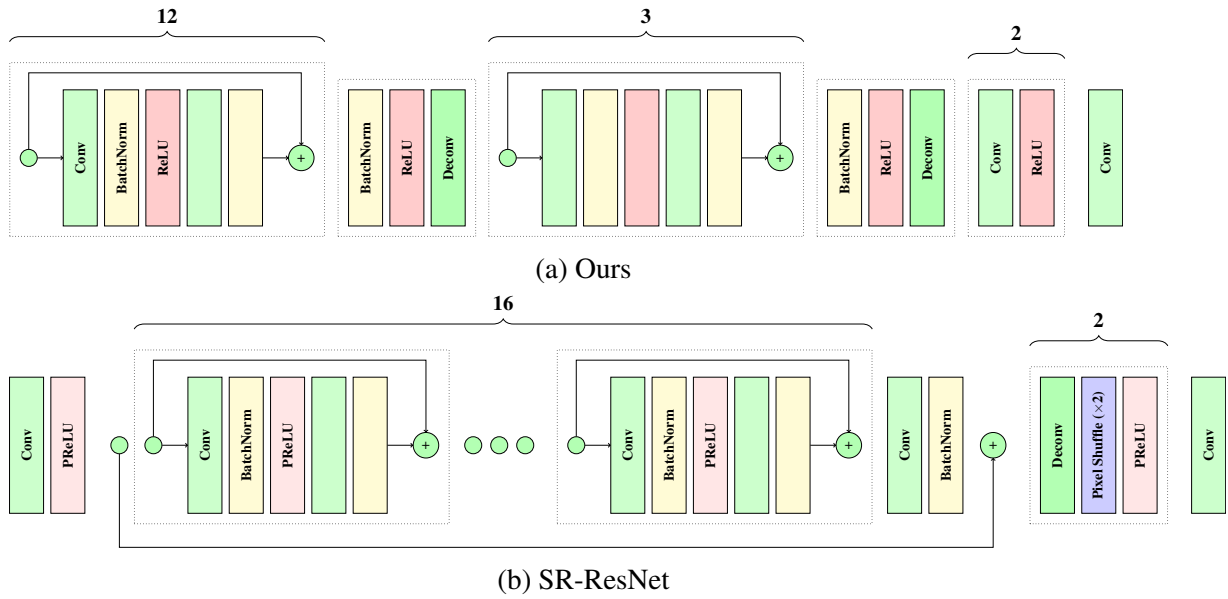 12
3
2
Conv
BatchNorm
ReLU
+
BatchNorm
ReLU
Deconv
+
BatchNorm
ReLU
Deconv
Conv
ReLU
Conv
(a) Ours
16
2
Conv
PReLU
Conv
BatchNorm
PReLU
+
Conv
BatchNorm
PReLU
+
Conv
BatchNorm
+
Deconv
Pixel Shuffle (×2)
PReLU
Conv
(b) SR-ResNet